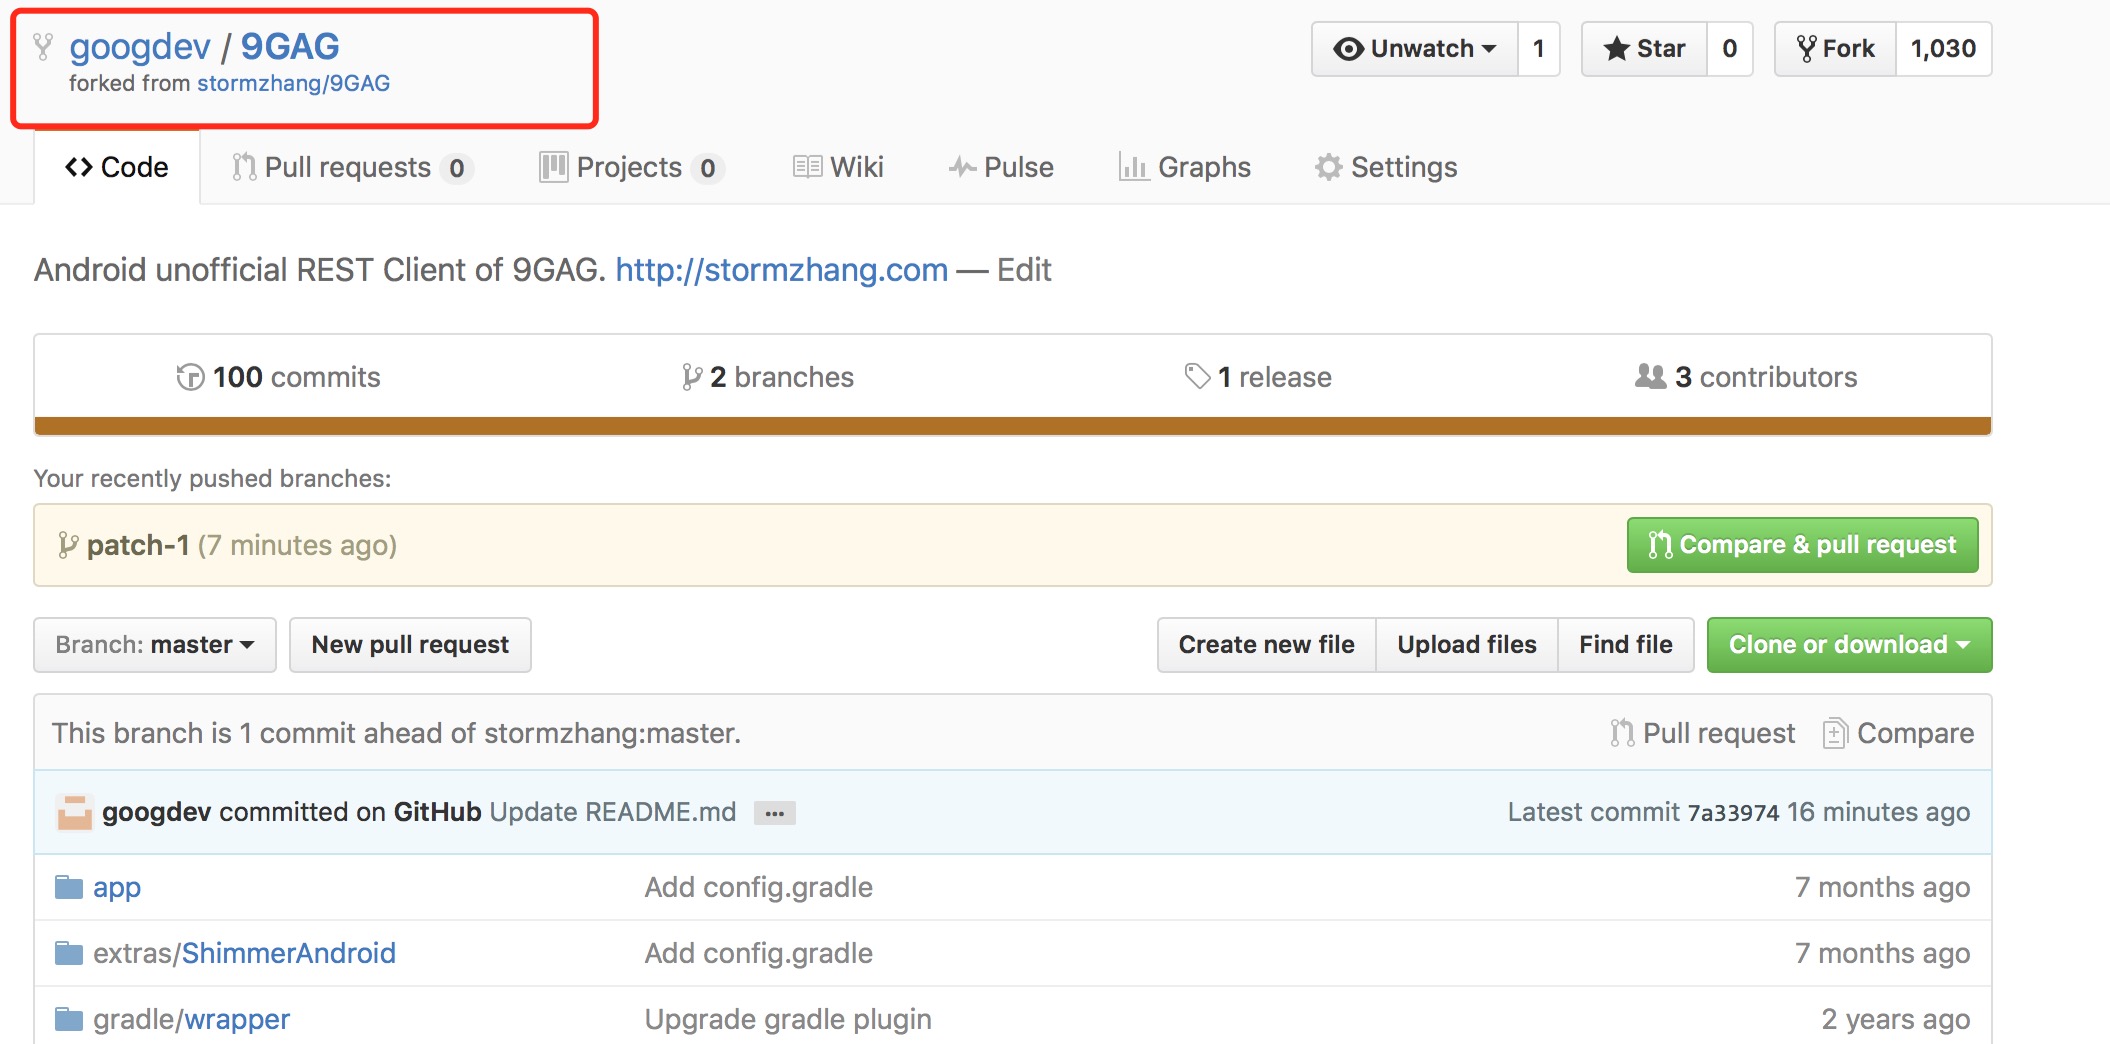 googdev / 9GAG
forked from stormzhang/9GAG
Unwatch 1 Star 0 Fork 1,030
Code Pull requests 0 Projects 0 Wiki Pulse Graphs Settings
Android unofficial REST Client of 9GAG. http://stormzhang.com — Edit
100 commits 2 branches 1 release 3 contributors
Your recently pushed branches:
patch-1 (7 minutes ago) Compare & pull request
Branch: master New pull request Create new file Upload files Find file Clone or download
This branch is 1 commit ahead of stormzhang:master. Pull request Compare
googdev committed on GitHub Update README.md ... Latest commit 7a33974 16 minutes ago
app Add config.gradle 7 months ago
extras/ShimmerAndroid Add config.gradle 7 months ago
gradle/wrapper Upgrade gradle plugin 2 years ago